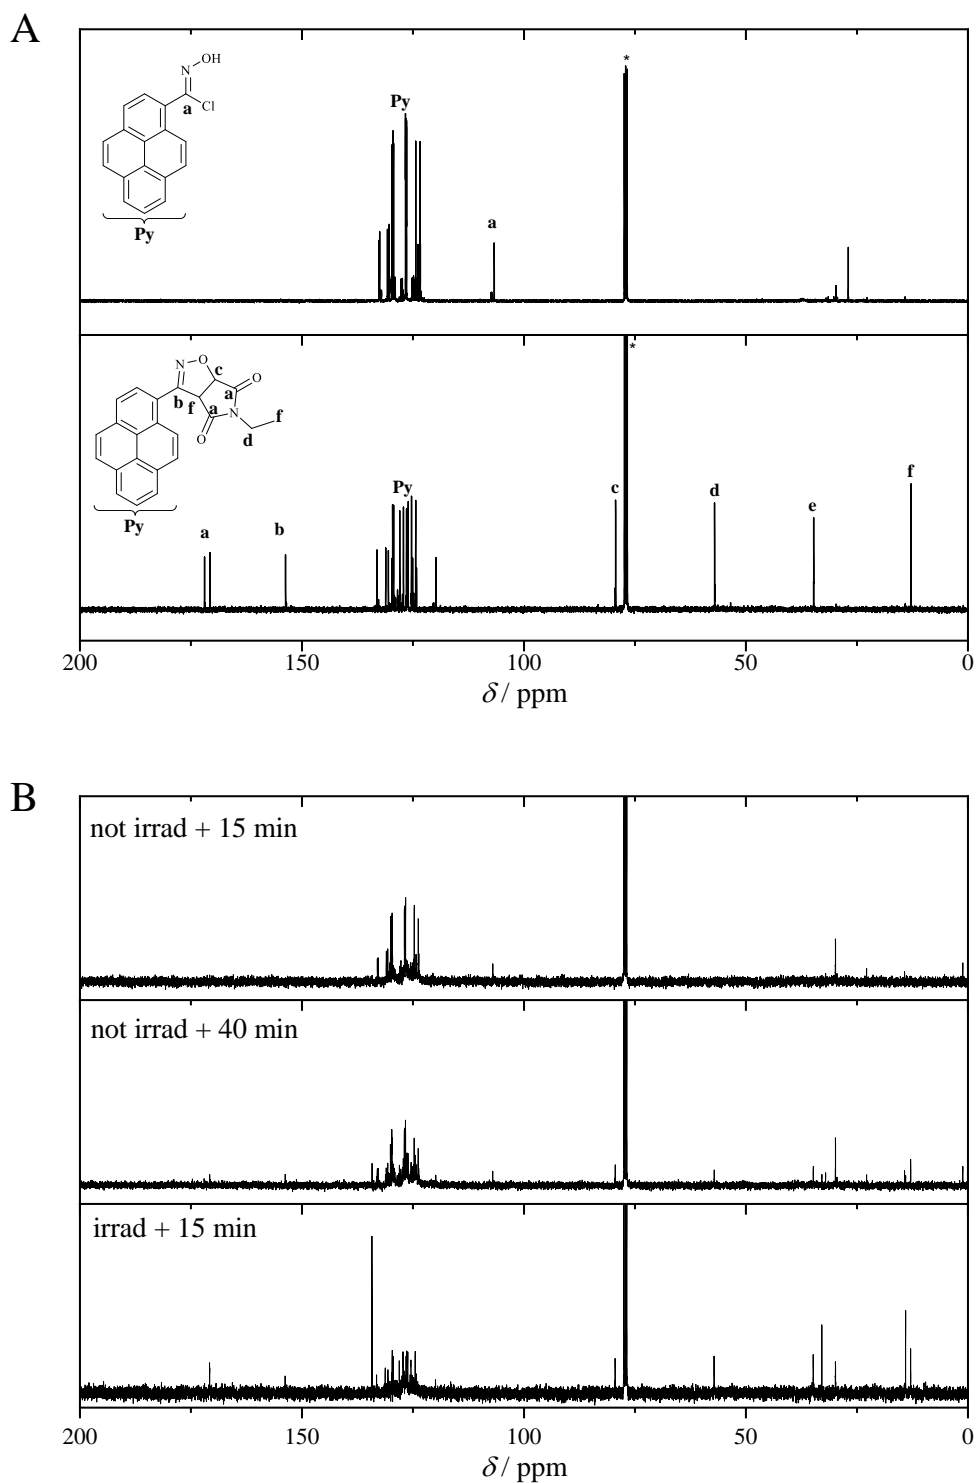 A
N
OH
a
Cl
Py
Py
a
*
N
O
c
O
b
f
a
a
N
f
O
d
Py
a
b
Py
c
*
d
e
f
200
150
100
50
0
δ / ppm
B
not irrad + 15 min
not irrad + 40 min
irrad + 15 min
200
150
100
50
0
δ / ppm